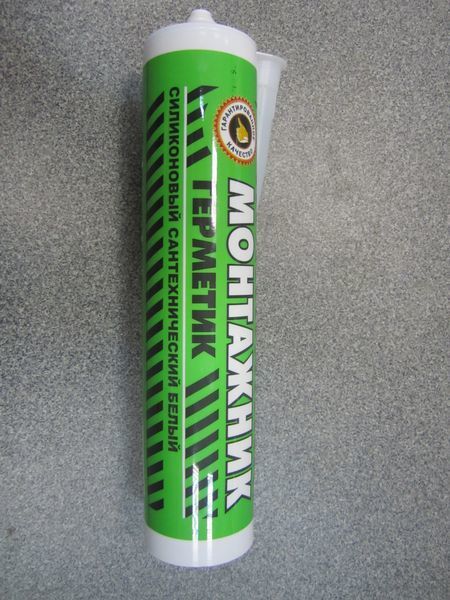 ГАРАНТИРОВАННОЕ
КАЧЕСТВО
МОНТАЖНИК
ГЕРМЕТИК
СИЛИКОНОВЫЙ САНТЕХНИЧЕСКИЙ БЕЛЫЙ